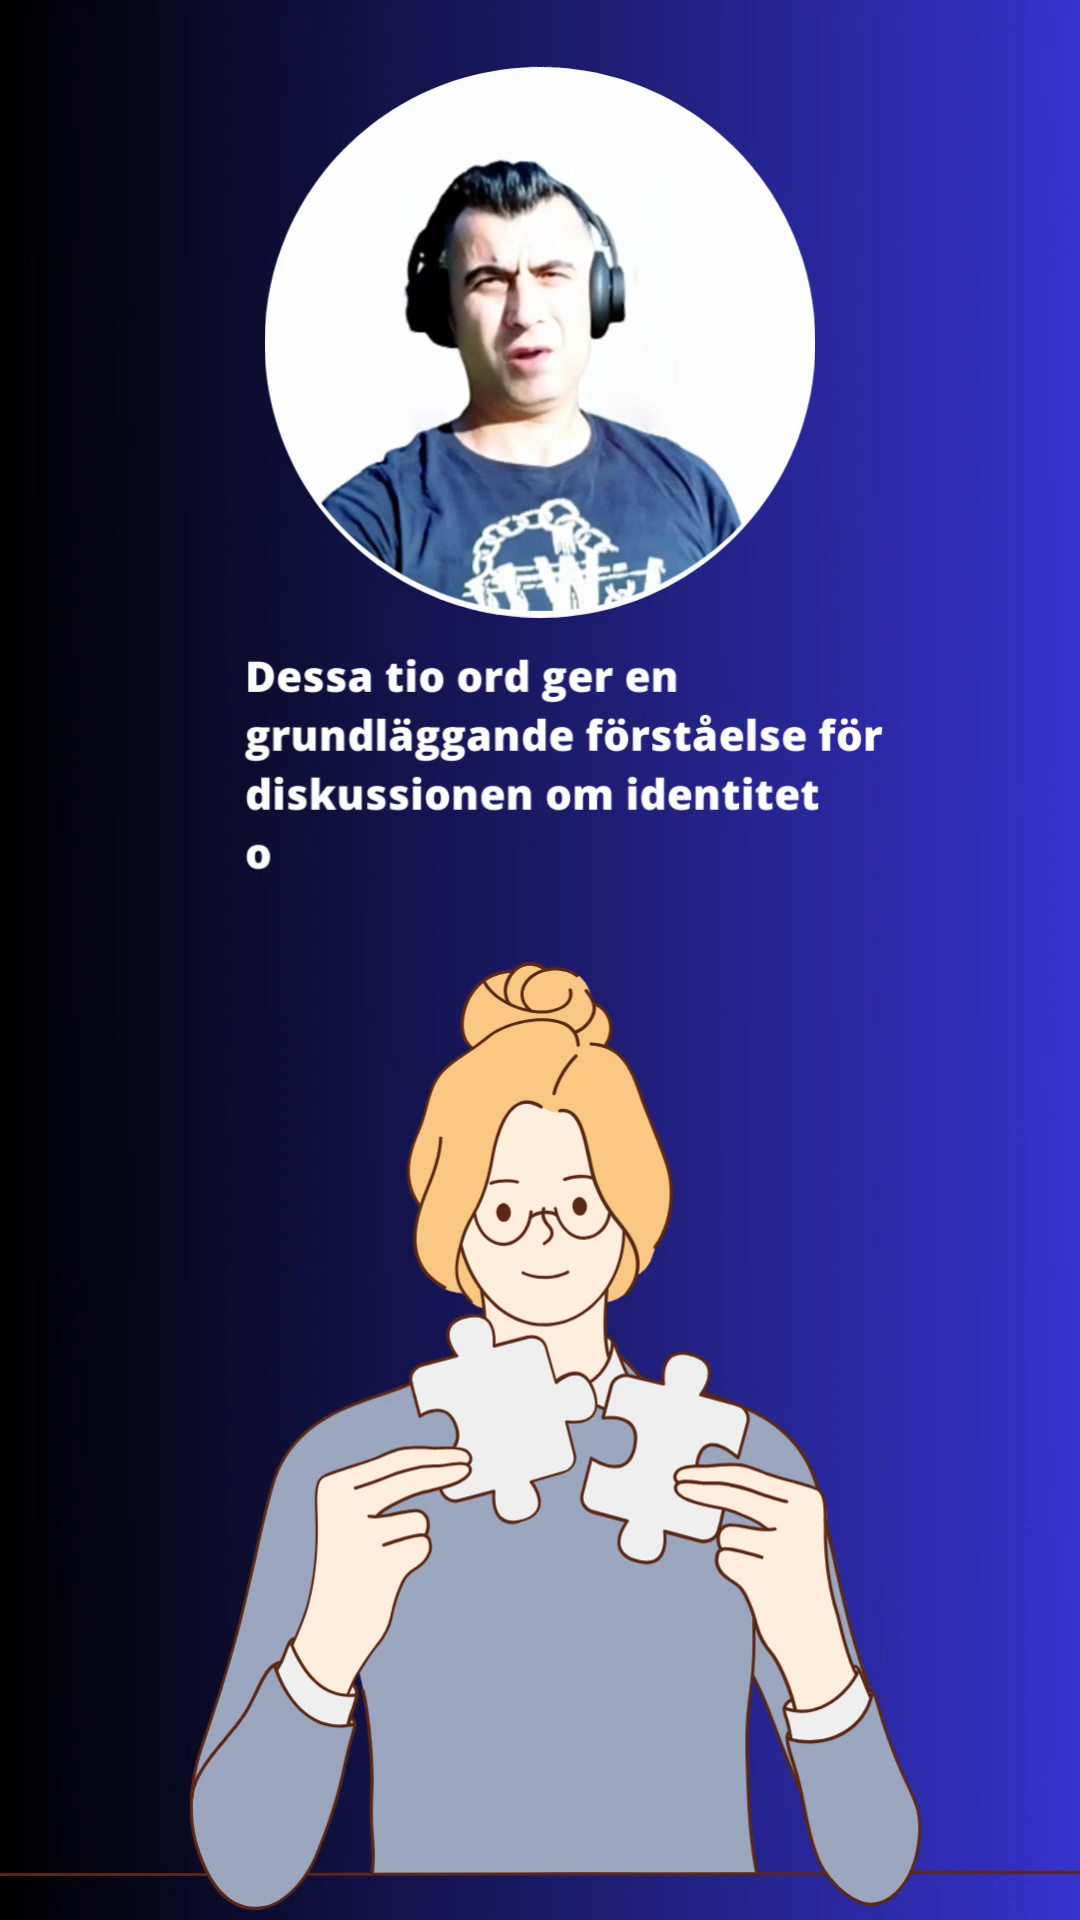 Dessa tio ord ger en
grundläggande förståelse för
diskussionen om identitet
o